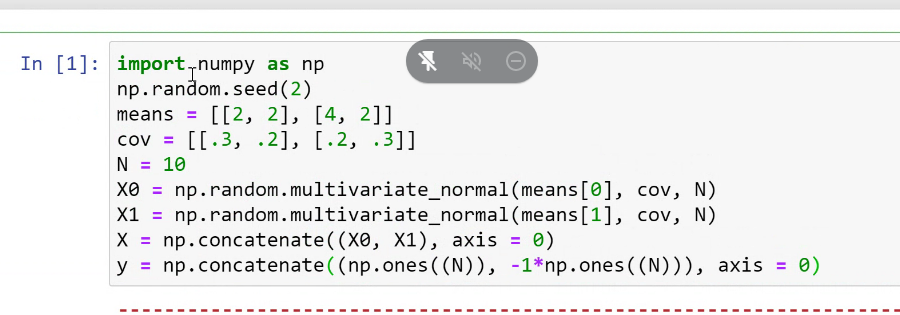 In [1]: import numpy as np
np.random.seed(2)
means = [[2, 2], [4, 2]]
cov = [[.3, .2], [.2, .3]]
N = 10
X0 = np.random.multivariate_normal(means[0], cov, N)
X1 = np.random.multivariate_normal(means[1], cov, N)
X = np.concatenate((X0, X1), axis = 0)
y = np.concatenate((np.ones((N)), -1*np.ones((N))), axis = 0)